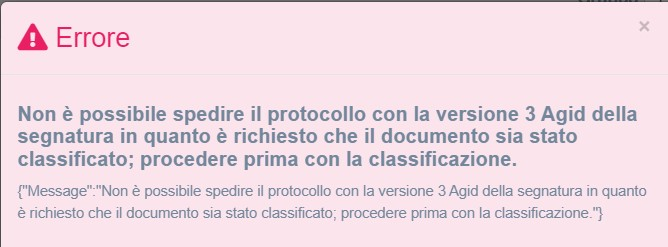 Errore
×
Non è possibile spedire il protocollo con la versione 3 Agid della
segnatura in quanto è richiesto che il documento sia stato
classificato; procedere prima con la classificazione.
{"Message":"Non è possibile spedire il protocollo con la versione 3 Agid della segnatura in quanto
è richiesto che il documento sia stato classificato; procedere prima con la classificazione."}